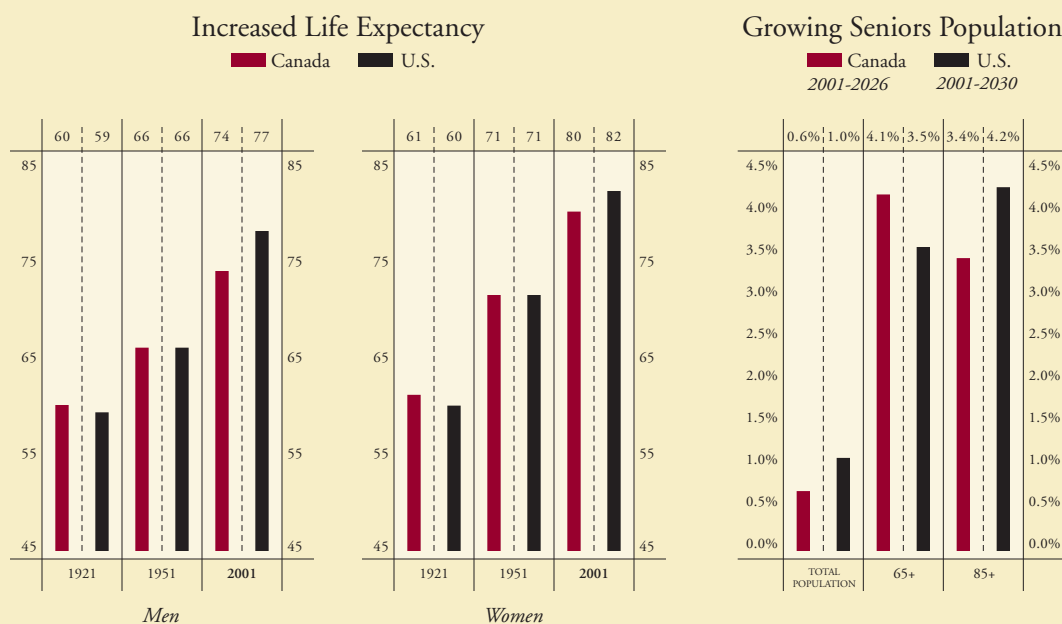 Increased Life Expectancy
Canada U.S.
60 59 66 66 74 77
85 85
75 75
65 65
55 55
45 45
1921 1951 2001
Men
61 60 71 71 80 82
85 85
75 75
65 65
55 55
45 45
1921 1951 2001
Women
Growing Seniors Population
Canada U.S.
2001-2026 2001-2030
0.6% 1.0% 4.1% 3.5% 3.4% 4.2%
4.5% 4.5%
4.0% 4.0%
3.5% 3.5%
3.0% 3.0%
2.5% 2.5%
2.0% 2.0%
1.5% 1.5%
1.0% 1.0%
0.5% 0.5%
0.0% 0.0%
TOTAL
POPULATION 65+ 85+